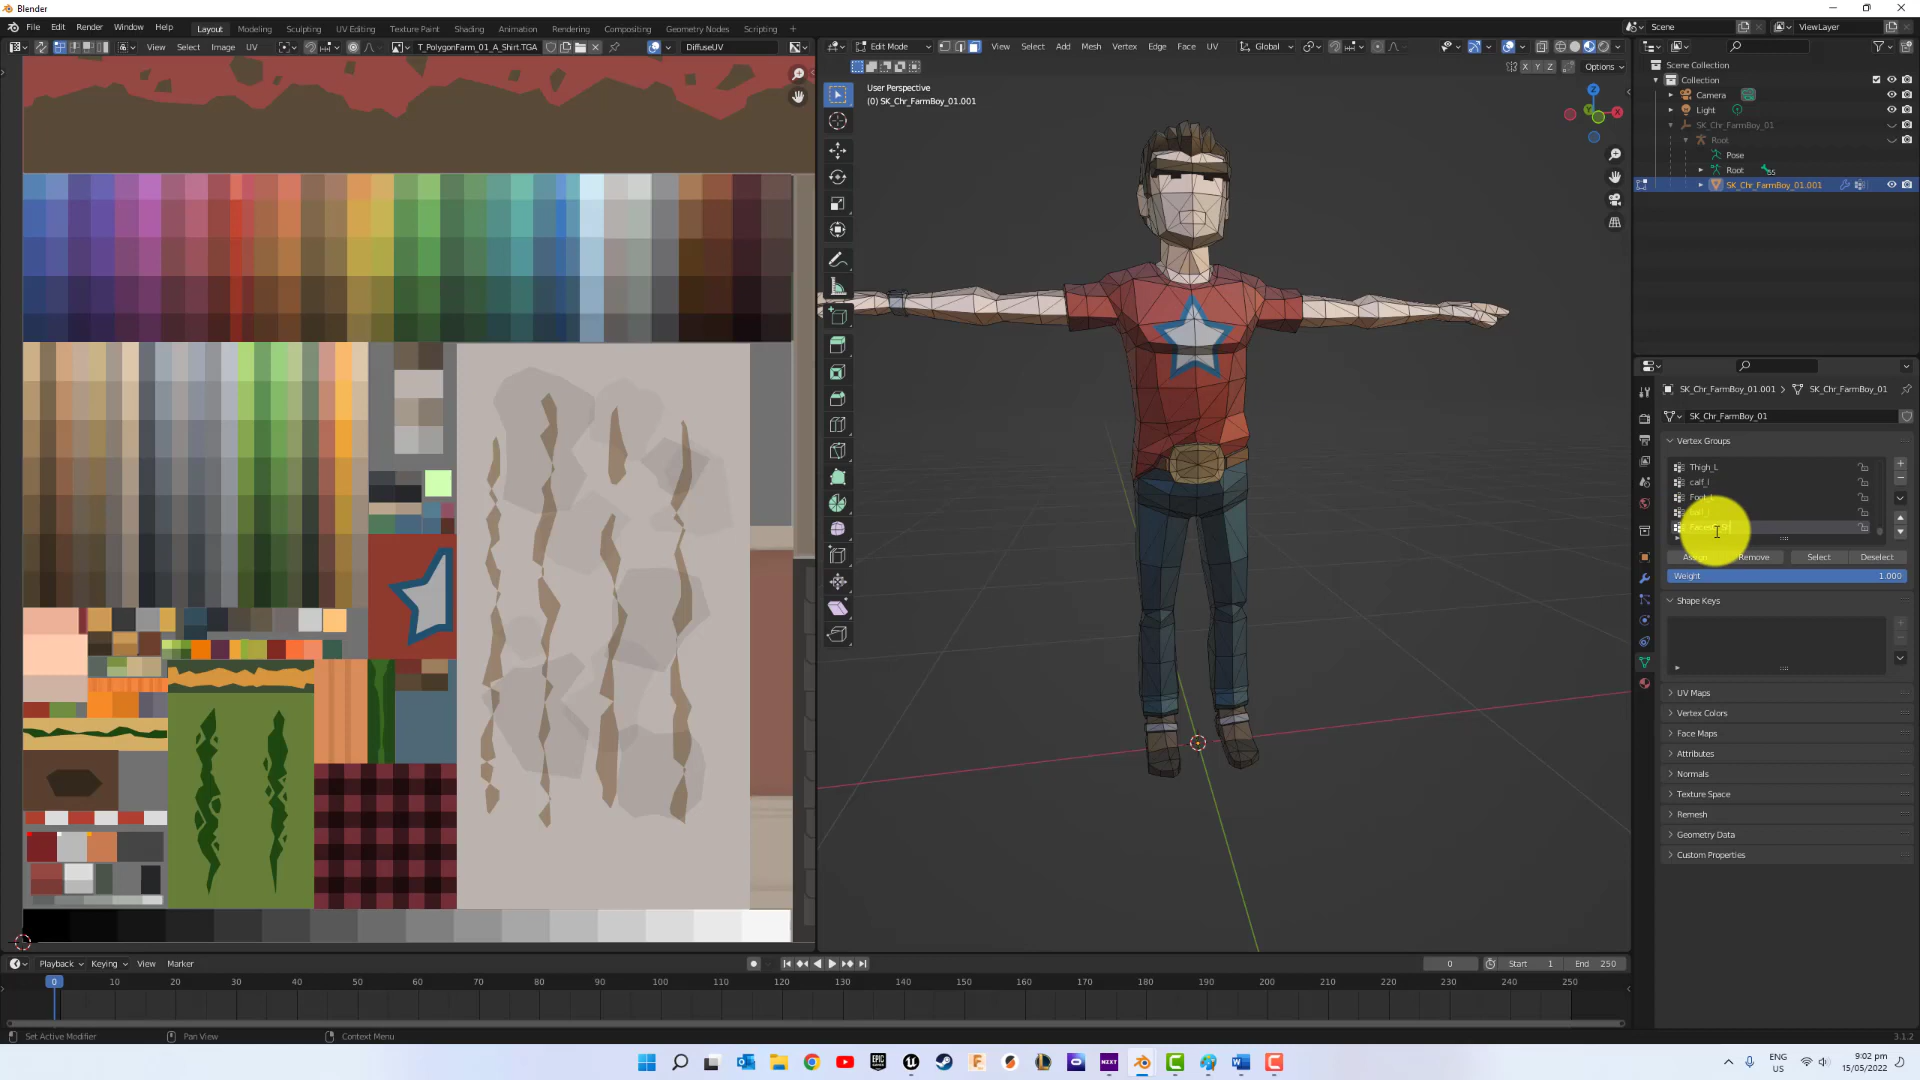 Blender
File Edit Render Window Help Layout Modeling Sculpting UV Editing Texture Paint Shading Animation Rendering Compositing Geometry Nodes Scripting + Scene ViewLayer
View Select Image UV T_PolygonFarm_01_A_Shirt.TGA DiffuseUV Edit Mode View Select Add Mesh Vertex Edge Face UV Global
X Y Z Options
Scene Collection
Collection
Camera
Light
SK_Chr_FarmBoy_01
Root
Pose
Root 55
SK_Chr_FarmBoy_01.001
User Perspective
(0) SK_Chr_FarmBoy_01.001
Z
X
Y
SK_Chr_FarmBoy_01.001 > SK_Chr_FarmBoy_01
SK_Chr_FarmBoy_01
Vertex Groups
Thigh_L
calf_l
Foot_L
Assign Remove Select Deselect
Weight 1.000
Shape Keys
UV Maps
Vertex Colors
Face Maps
Attributes
Normals
Texture Space
Remesh
Geometry Data
Custom Properties
Playback Keying View Marker 0 Start 1 End 250
0 10 20 30 40 50 60 70 80 90 100 110 120 130 140 150 160 170 180 190 200 210 220 230 240 250
Set Active Modifier Pan View Context Menu 3.1.2
ENG
US
9:02 pm
15/05/2022